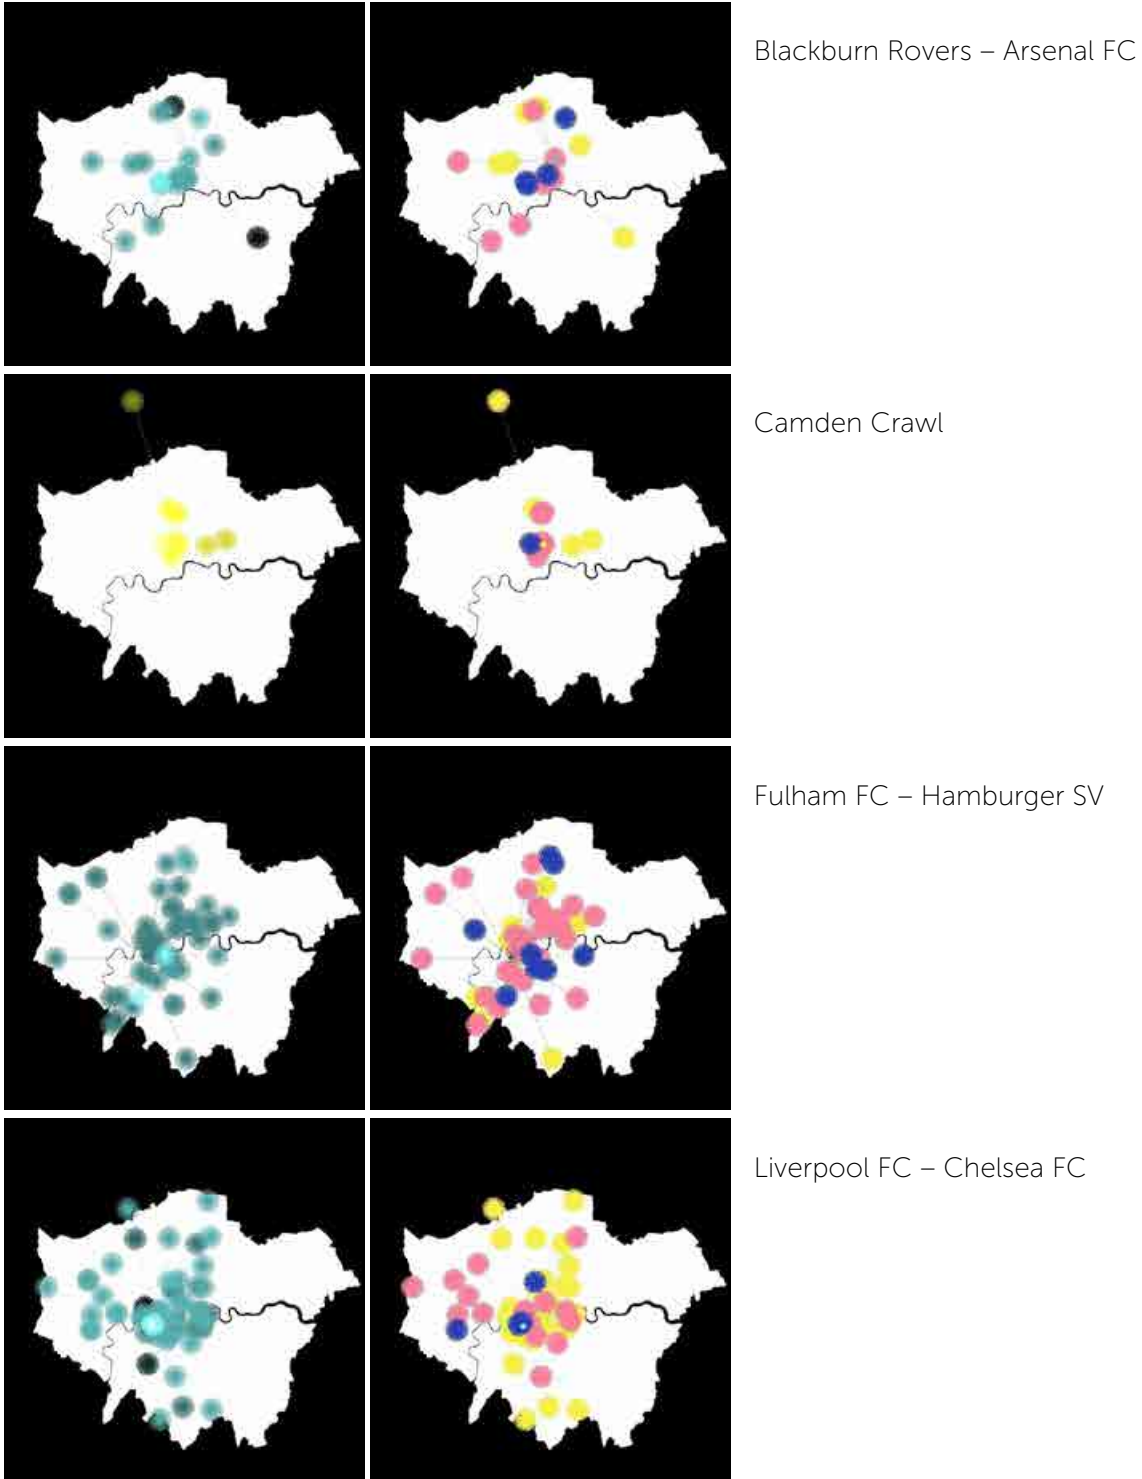 Blackburn Rovers – Arsenal FC
Camden Crawl
Fulham FC – Hamburger SV
Liverpool FC – Chelsea FC